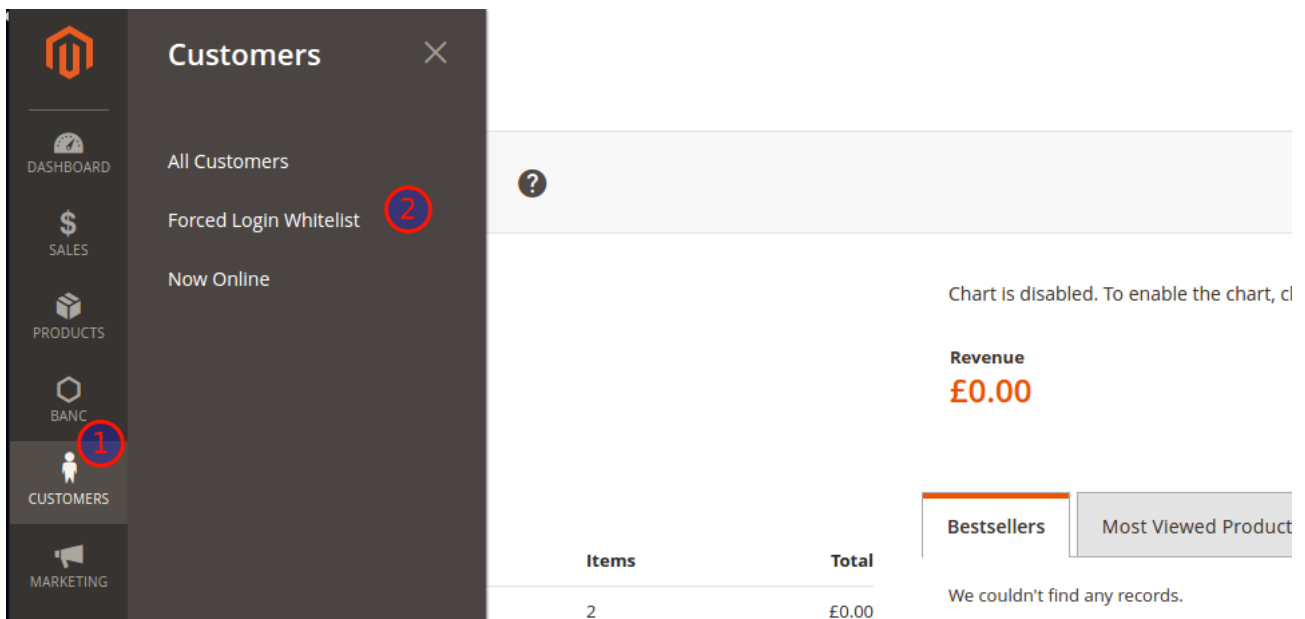 Customers
DASHBOARD
SALES
PRODUCTS
BANC
1
CUSTOMERS
MARKETING
All Customers
Forced Login Whitelist
2
Now Online
?
Chart is disabled. To enable the chart, cl
Revenue
£0.00
Bestsellers
Most Viewed Product
We couldn't find any records.
Items Total
2 £0.00